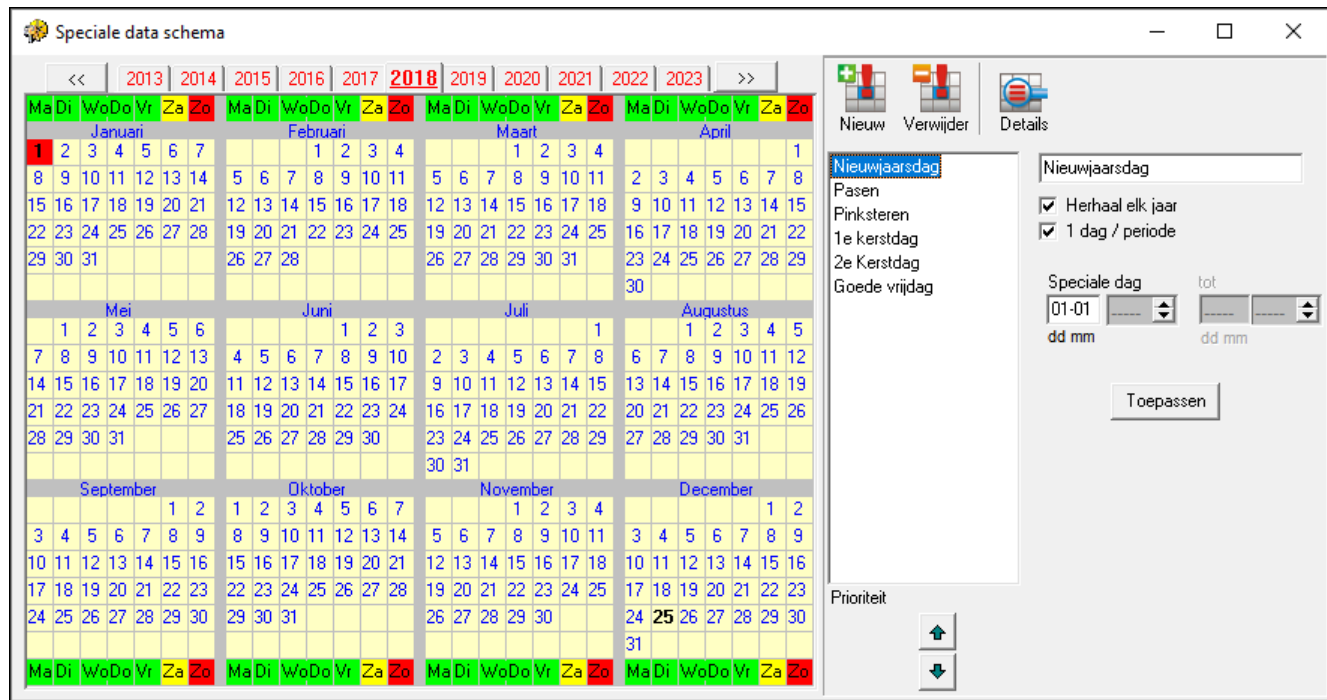 Speciale data schema
<< 2013 2014 2015 2016 2017 2018 2019 2020 2021 2022 2023 >>
Ma Di Wo Do Vr Za Zo Ma Di Wo Do Vr Za Zo Ma Di Wo Do Vr Za Zo Ma Di Wo Do Vr Za Zo
Januari Februari Maart April
1 2 3 4 5 6 7 1 2 3 4 1 2 3 4 1
8 9 10 11 12 13 14 5 6 7 8 9 10 11 5 6 7 8 9 10 11 2 3 4 5 6 7 8
15 16 17 18 19 20 21 12 13 14 15 16 17 18 12 13 14 15 16 17 18 9 10 11 12 13 14 15
22 23 24 25 26 27 28 19 20 21 22 23 24 25 19 20 21 22 23 24 25 16 17 18 19 20 21 22
29 30 31 26 27 28 26 27 28 29 30 31 23 24 25 26 27 28 29
30
Mei Juni Juli Augustus
1 2 3 4 5 6 1 2 3 1 1 2 3 4 5
7 8 9 10 11 12 13 4 5 6 7 8 9 10 2 3 4 5 6 7 8 6 7 8 9 10 11 12
14 15 16 17 18 19 20 11 12 13 14 15 16 17 9 10 11 12 13 14 15 13 14 15 16 17 18 19
21 22 23 24 25 26 27 18 19 20 21 22 23 24 16 17 18 19 20 21 22 20 21 22 23 24 25 26
28 29 30 31 25 26 27 28 29 30 23 24 25 26 27 28 29 27 28 29 30 31
30 31
September Oktober November December
1 2 1 2 3 4 5 6 7 1 2 3 4 1 2
3 4 5 6 7 8 9 8 9 10 11 12 13 14 5 6 7 8 9 10 11 3 4 5 6 7 8 9
10 11 12 13 14 15 16 15 16 17 18 19 20 21 12 13 14 15 16 17 18 10 11 12 13 14 15 16
17 18 19 20 21 22 23 22 23 24 25 26 27 28 19 20 21 22 23 24 25 17 18 19 20 21 22 23
24 25 26 27 28 29 30 29 30 31 26 27 28 29 30 24 25 26 27 28 29 30
31
Ma Di Wo Do Vr Za Zo Ma Di Wo Do Vr Za Zo Ma Di Wo Do Vr Za Zo Ma Di Wo Do Vr Za Zo
Nieuw Verwijder Details
Nieuwjaarsdag
Pasen
Pinksteren
1e kerstdag
2e Kerstdag
Goede vrijdag
Prioriteit
Nieuwjaarsdag
Herhaal elk jaar
1 dag / periode
Speciale dag tot
01-01 ----- ----- -----
dd mm dd mm
Toepassen